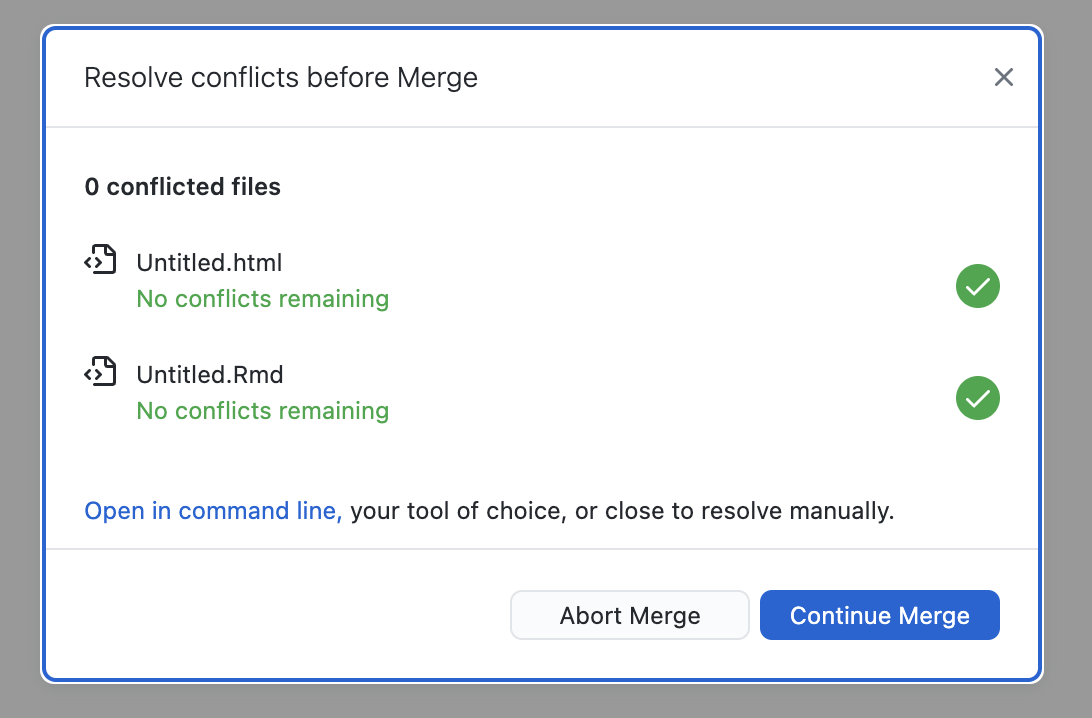 Resolve conflicts before Merge
0 conflicted files
Untitled.html
No conflicts remaining
Untitled.Rmd
No conflicts remaining
Open in command line, your tool of choice, or close to resolve manually.
Abort Merge
Continue Merge